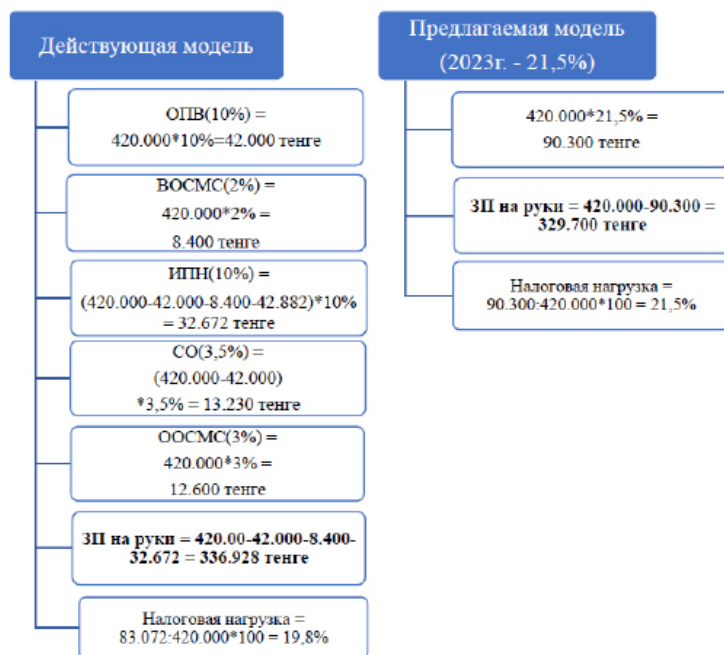 Действующая модель
ОПВ(10%) =
420.000*10%=42.000 тенге
ВОСМС(2%) =
420.000*2% =
8.400 тенге
ИПН(10%) =
(420.000-42.000-8.400-42.882)*10%
= 32.672 тенге
СО(3,5%) =
(420.000-42.000)
*3,5% = 13.230 тенге
ООСМС(3%) =
420.000*3% =
12.600 тенге
ЗП на руки = 420.00-42.000-8.400-
32.672 = 336.928 тенге
Налоговая нагрузка =
83.072:420.000*100 = 19,8%
Предлагаемая модель
(2023г. - 21,5%)
420.000*21,5% =
90.300 тенге
ЗП на руки = 420.000-90.300 =
329.700 тенге
Налоговая нагрузка =
90.300:420.000*100 = 21,5%